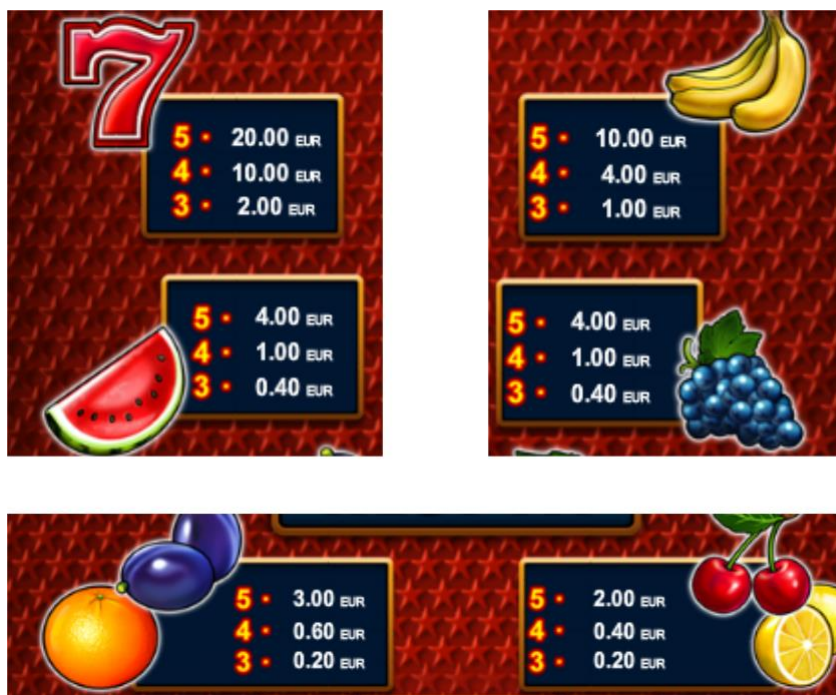 5 • 20.00 EUR
4 • 10.00 EUR
3 • 2.00 EUR
5 • 10.00 EUR
4 • 4.00 EUR
3 • 1.00 EUR
5 • 4.00 EUR
4 • 1.00 EUR
3 • 0.40 EUR
5 • 4.00 EUR
4 • 1.00 EUR
3 • 0.40 EUR
5 • 3.00 EUR
4 • 0.60 EUR
3 • 0.20 EUR
5 • 2.00 EUR
4 • 0.40 EUR
3 • 0.20 EUR